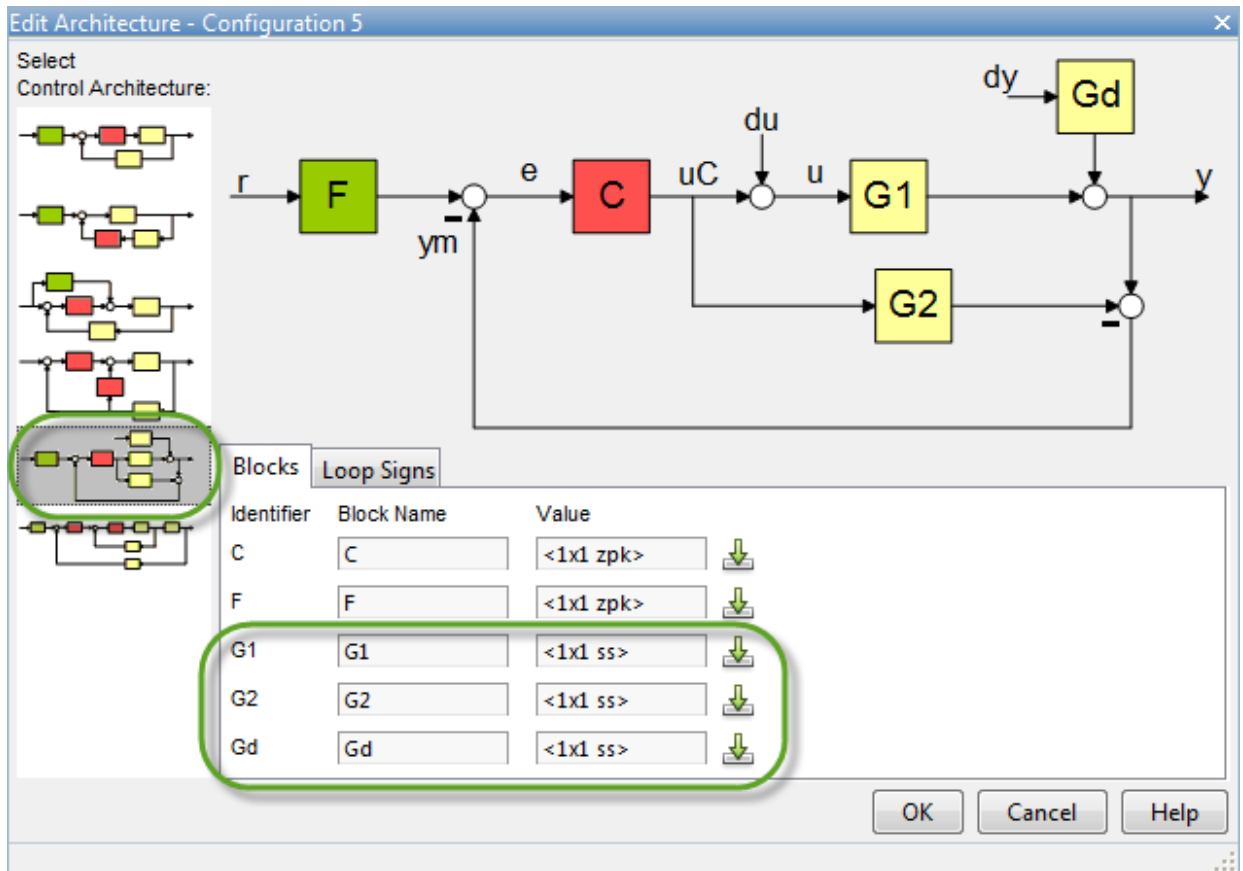 Edit Architecture - Configuration 5
Select
Control Architecture:
dy
Gd
du
r
F
e
C
uC
u
G1
y
ym
G2
Blocks
Loop Signs
Identifier Block Name Value
C C <1x1 zpk>
F F <1x1 zpk>
G1 G1 <1x1 ss>
G2 G2 <1x1 ss>
Gd Gd <1x1 ss>
OK Cancel Help